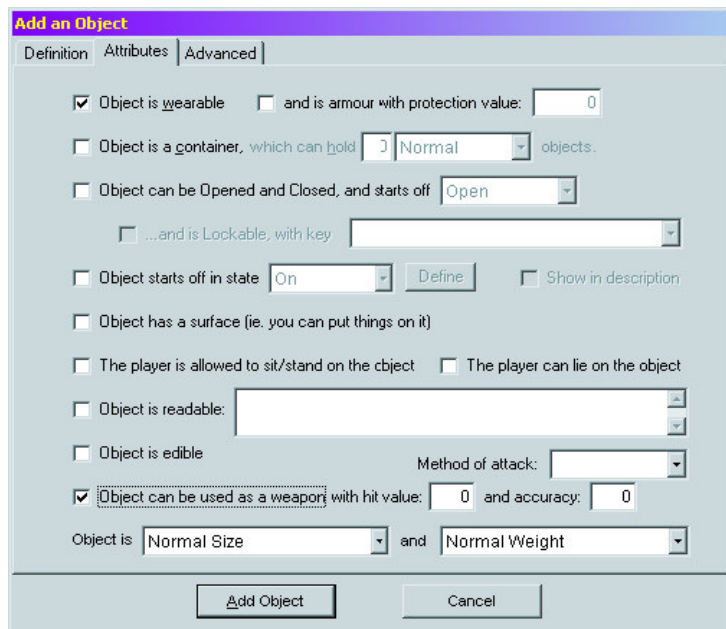 Add an Object
Definition Attributes Advanced
Object is wearable and is armour with protection value: 0
Object is a container, which can hold 0 Normal objects.
Object can be Opened and Closed, and starts off Open
...and is Lockable, with key
Object starts off in state On Define Show in description
Object has a surface (ie. you can put things on it)
The player is allowed to sit/stand on the object The player can lie on the object
Object is readable:
Object is edible
Method of attack:
Object can be used as a weapon with hit value: 0 and accuracy: 0
Object is Normal Size and Normal Weight
Add Object Cancel